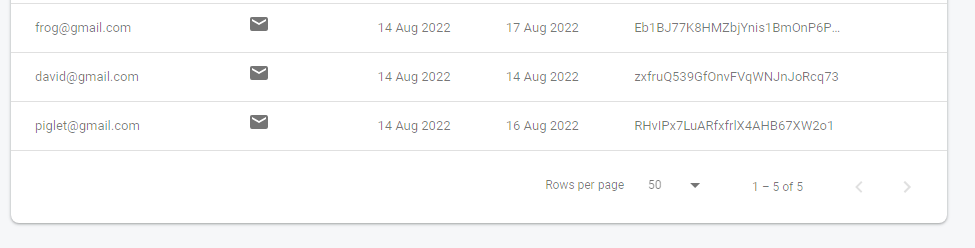 frog@gmail.com 14 Aug 2022 17 Aug 2022 Eb1BJ77K8HMZbjYnis1BmOnP6P...
david@gmail.com 14 Aug 2022 14 Aug 2022 zxfruQ539GfOnvFVqWNJnJoRcq73
piglet@gmail.com 14 Aug 2022 16 Aug 2022 RHvIPx7LuARfxfrlX4AHB67XW2o1
Rows per page 50 1 – 5 of 5